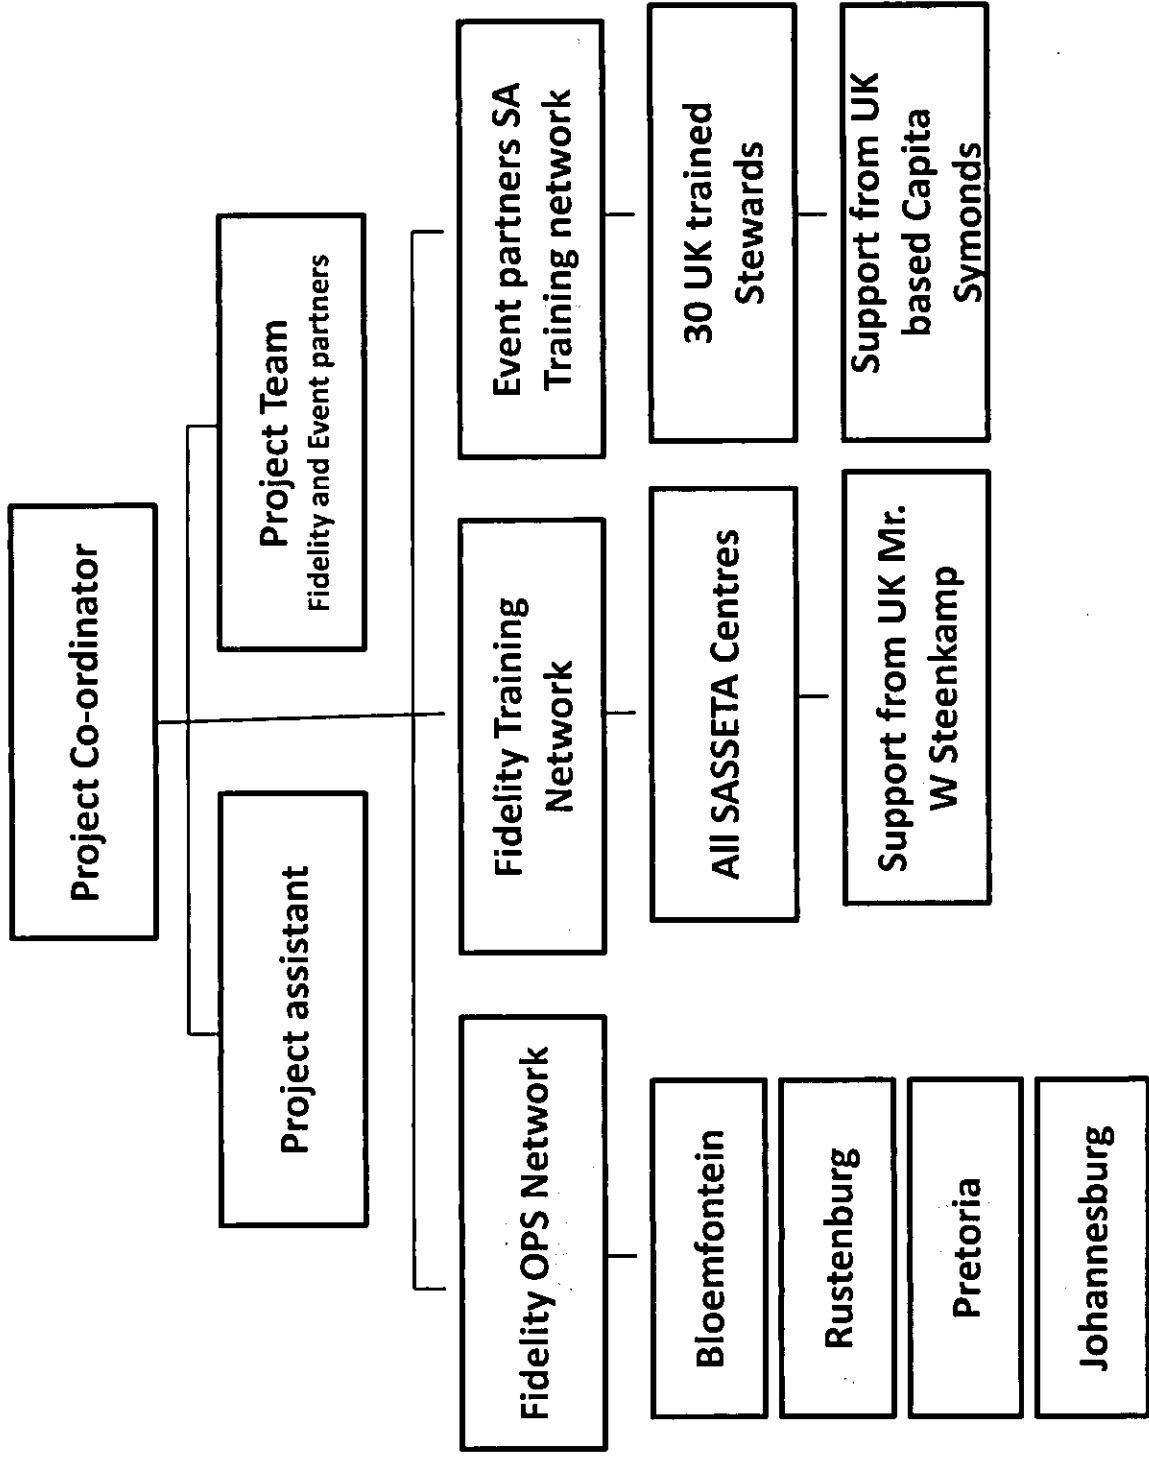 Project Co-ordinator
Project assistant
Project Team
Fidelity and Event partners
Fidelity OPS Network
Bloemfontein
Rustenburg
Pretoria
Johannesburg
Fidelity Training
Network
All SASSETA Centres
Support from UK Mr.
W Steenkamp
Event partners SA
Training network
30 UK trained
Stewards
Support from UK
based Capita
Symonds